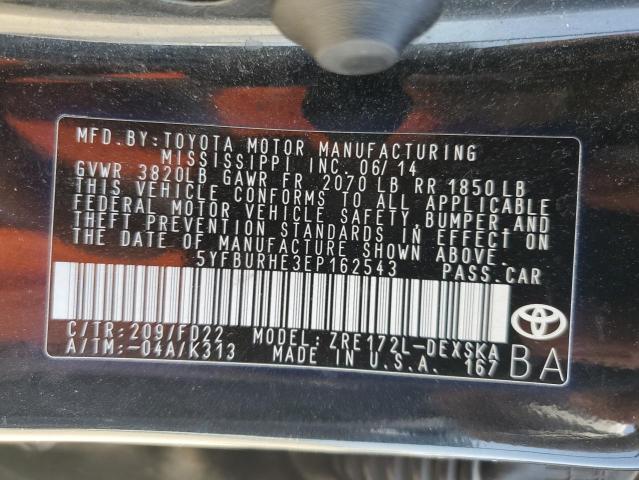 MFD. BY: TOYOTA MOTOR MANUFACTURING
MISSISSIPPI INC. 06/14
GVWR 3820LB GAWR FR. 2070 LB RR 1850 LB
THIS VEHICLE CONFORMS TO ALL APPLICABLE
FEDERAL MOTOR VEHICLE SAFETY, BUMPER, AND
THEFT PREVENTION STANDARDS IN EFFECT ON
THE DATE OF MANUFACTURE SHOWN ABOVE.
5YFBURHE3EP162543 PASS.CAR
C/TR: 209/FD22 MODEL: ZRE172L-DEXSKA
A/TM: -04A/K313 MADE IN U.S.A. 167
BA